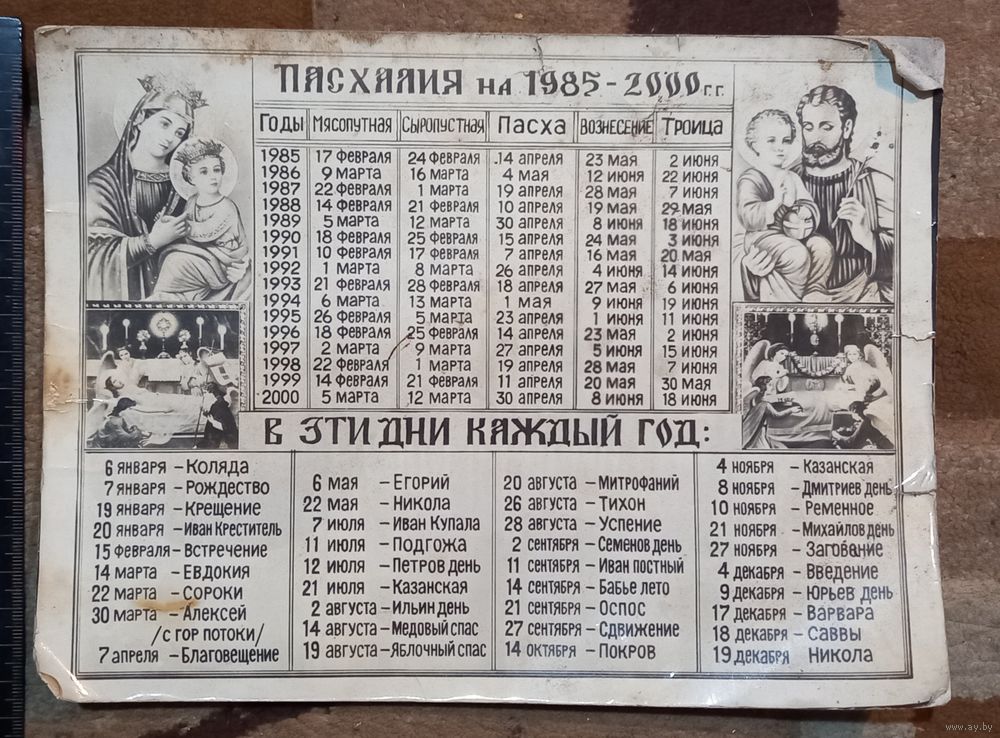 ПАСХАЛИЯ НА 1985-2000 г.г.
Годы Мясопутная Сыропустная Пасха Вознесение Троица
1985 17 февраля 24 февраля 14 апреля 23 мая 2 июня
1986 9 марта 16 марта 4 мая 12 июня 22 июня
1987 22 февраля 1 марта 19 апреля 28 мая 7 июня
1988 14 февраля 21 февраля 10 апреля 19 мая 29 мая
1989 5 марта 12 марта 30 апреля 8 июня 18 июня
1990 18 февраля 25 февраля 15 апреля 24 мая 3 июня
1991 10 февраля 17 февраля 7 апреля 16 мая 20 мая
1992 1 марта 8 марта 26 апреля 4 июня 14 июня
1993 21 февраля 28 февраля 18 апреля 27 мая 6 июня
1994 6 марта 13 марта 1 мая 9 июня 19 июня
1995 26 февраля 5 марта 23 апреля 1 июня 11 июня
1996 18 февраля 25 февраля 14 апреля 23 мая 2 июня
1997 2 марта 9 марта 27 апреля 5 июня 15 июня
1998 22 февраля 1 марта 19 апреля 28 мая 7 июня
1999 14 февраля 21 февраля 11 апреля 20 мая 30 мая
2000 5 марта 12 марта 30 апреля 8 июня 18 июня
В ЭТИ ДНИ КАЖДЫЙ ГОД:
6 января - Коляда
7 января - Рождество
19 января - Крещение
20 января - Иван Креститель
15 февраля - Встречение
14 марта - Евдокия
22 марта - Сороки
30 марта - Алексей
/с гор потоки/
7 апреля - Благовещение
6 мая - Егорий
22 мая - Никола
7 июля - Иван Купала
11 июля - Подгожа
12 июля - Петров день
21 июля - Казанская
2 августа - Ильин день
14 августа - Медовый спас
19 августа - Яблочный спас
20 августа - Митрофаний
26 августа - Тихон
28 августа - Успение
2 сентября - Семенов день
11 сентября - Иван постный
14 сентября - Бабье лето
21 сентября - Оспос
27 сентября - Сдвижение
14 октября - Покров
4 ноября - Казанская
8 ноября - Дмитриев день
10 ноября - Ременное
21 ноября - Михайлов день
27 ноября - Загование
4 декабря - Введение
9 декабря - Юрьев день
17 декабря - Варвара
18 декабря - Саввы
19 декабря Никола
www.ay.by